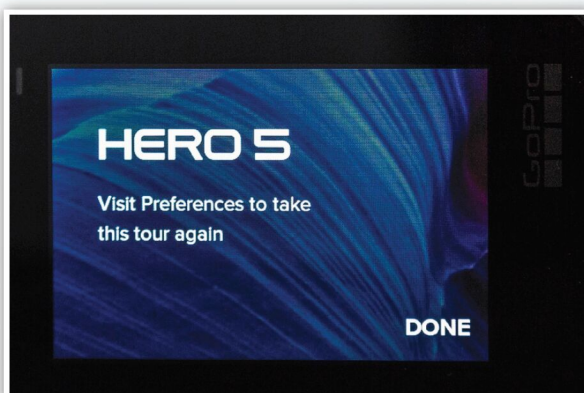 HERO 5
Visit Preferences to take
this tour again
DONE
GoPro